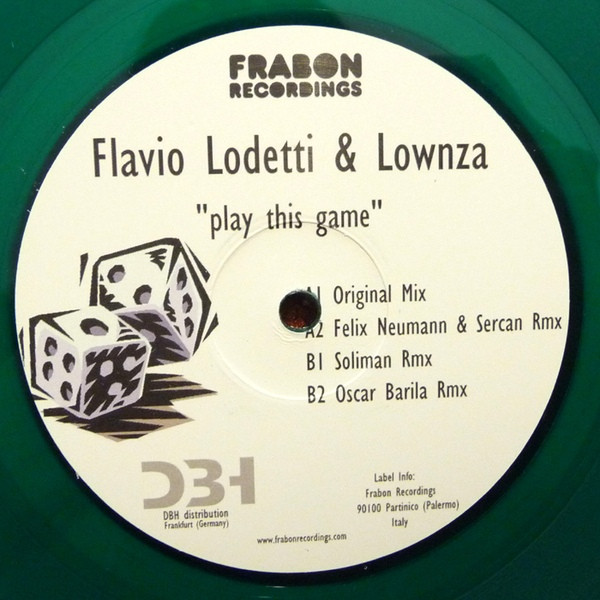 FRABON
RECORDINGS
Flavio Lodetti & Lownza
"play this game"
A1 Original Mix
A2 Felix Neumann & Sercan Rmx
B1 Soliman Rmx
B2 Oscar Barila Rmx
DBH
DBH distribution
Frankfurt (Germany)
Label Info:
Frabon Recordings
90100 Partinico (Palermo)
Italy
www.frabonrecordings.com